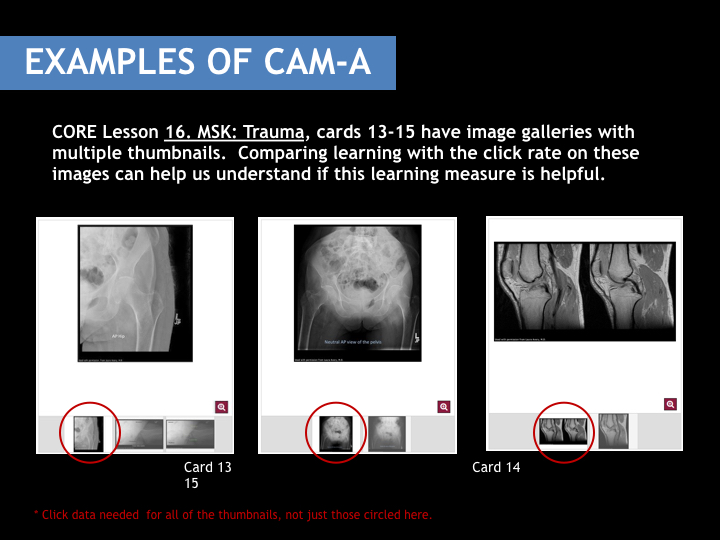 EXAMPLES OF CAM-A
CORE Lesson 16. MSK: Trauma, cards 13-15 have image galleries with
multiple thumbnails. Comparing learning with the click rate on these
images can help us understand if this learning measure is helpful.
AP Hip
Neutral AP view of the pelvis
Card 13
15
Card 14
* Click data needed for all of the thumbnails, not just those circled here.